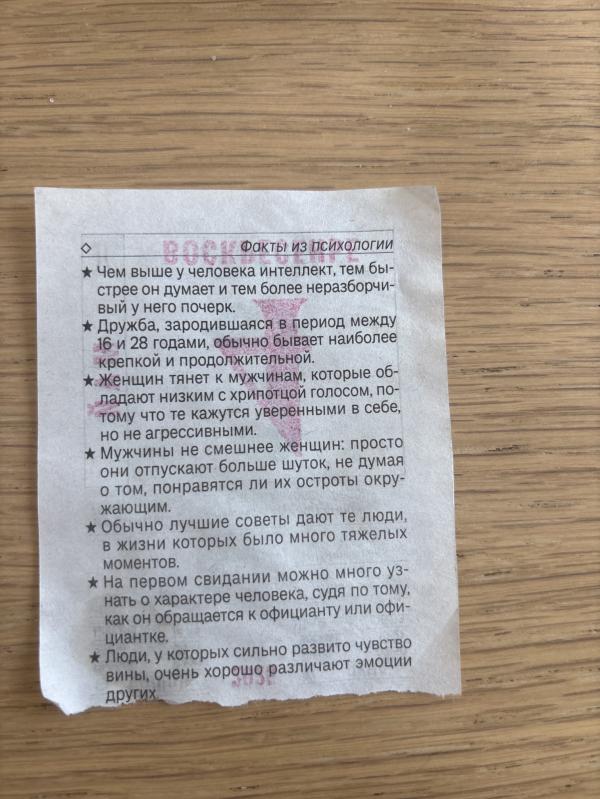 ◇ Факты из психологии
★ Чем выше у человека интеллект, тем бы-
стрее он думает и тем более неразборчи-
вый у него почерк.
★ Дружба, зародившаяся в период между
16 и 28 годами, обычно бывает наиболее
крепкой и продолжительной.
★ Женщин тянет к мужчинам, которые об-
ладают низким с хрипотцой голосом, по-
тому что те кажутся уверенными в себе,
но не агрессивными.
★ Мужчины не смешнее женщин: просто
они отпускают больше шуток, не думая
о том, понравятся ли их остроты окру-
жающим.
★ Обычно лучшие советы дают те люди,
в жизни которых было много тяжелых
моментов.
★ На первом свидании можно много уз-
нать о характере человека, судя по тому,
как он обращается к официанту или офи-
циантке.
★ Люди, у которых сильно развито чувство
вины, очень хорошо различают эмоции
других